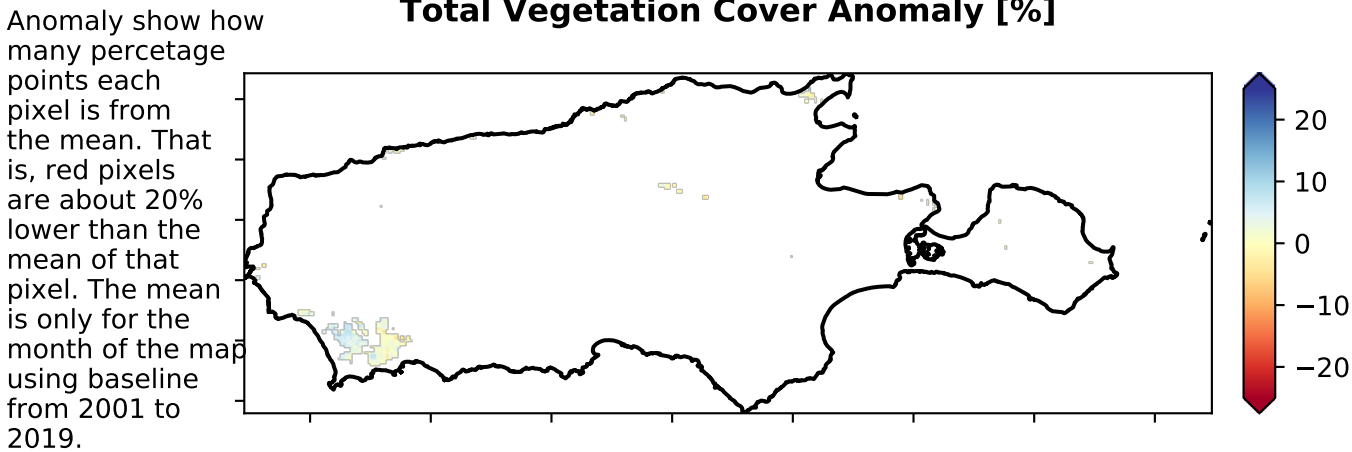 Total Vegetation Cover Anomaly [%]
Anomaly show how
many percetage
points each
pixel is from
the mean. That
is, red pixels
are about 20%
lower than the
mean of that
pixel. The mean
is only for the
month of the map
using baseline
from 2001 to
2019.
20
10
0
−10
−20